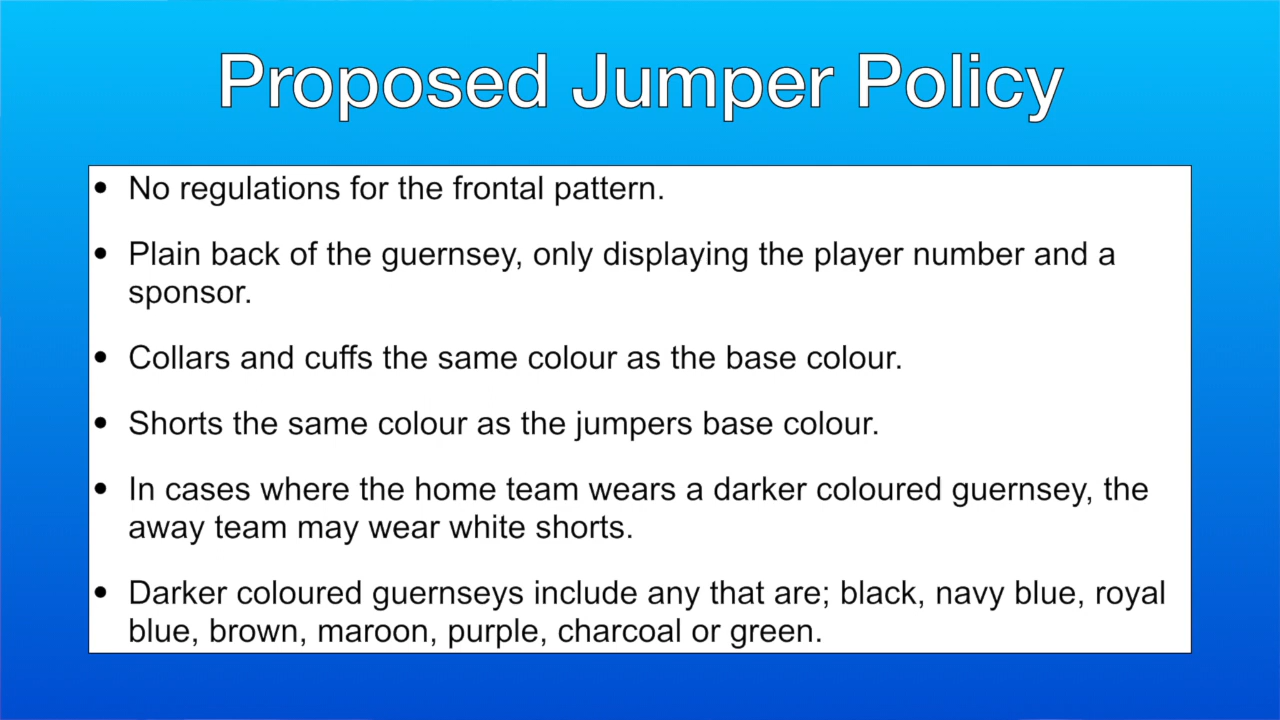 Proposed Jumper Policy
• No regulations for the frontal pattern.
• Plain back of the guernsey, only displaying the player number and a
sponsor.
• Collars and cuffs the same colour as the base colour.
• Shorts the same colour as the jumpers base colour.
• In cases where the home team wears a darker coloured guernsey, the
away team may wear white shorts.
• Darker coloured guernseys include any that are; black, navy blue, royal
blue, brown, maroon, purple, charcoal or green.